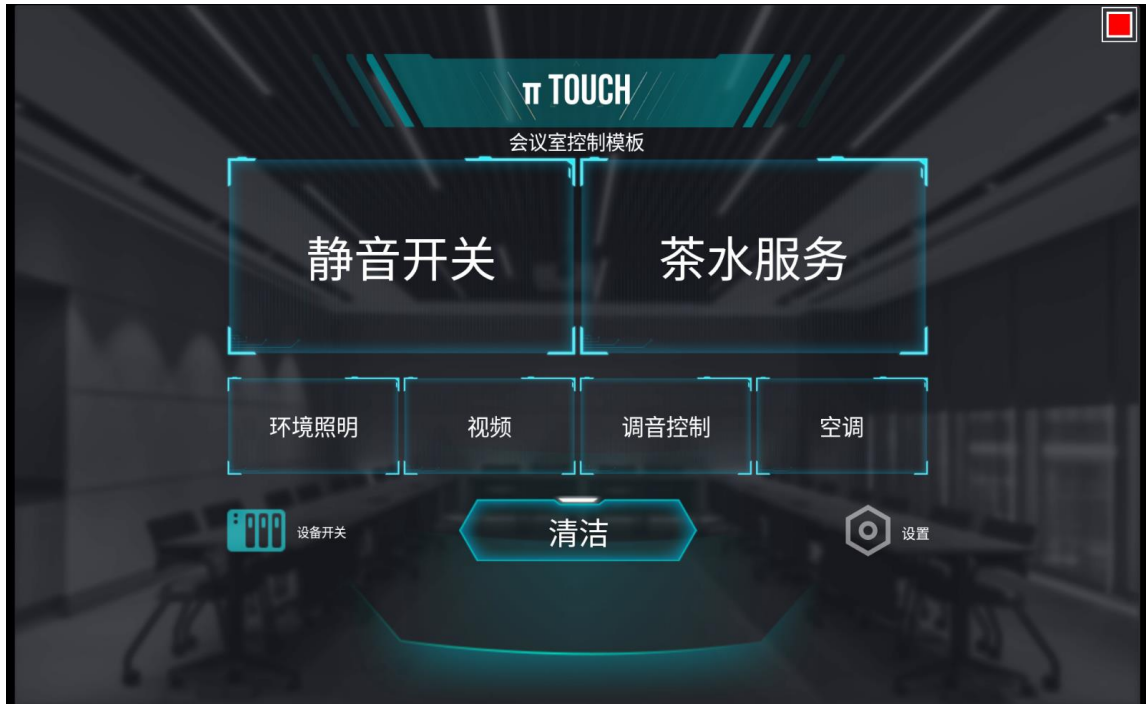 π TOUCH
会议室控制模板
静音开关
茶水服务
环境照明
视频
调音控制
空调
设备开关
清洁
设置